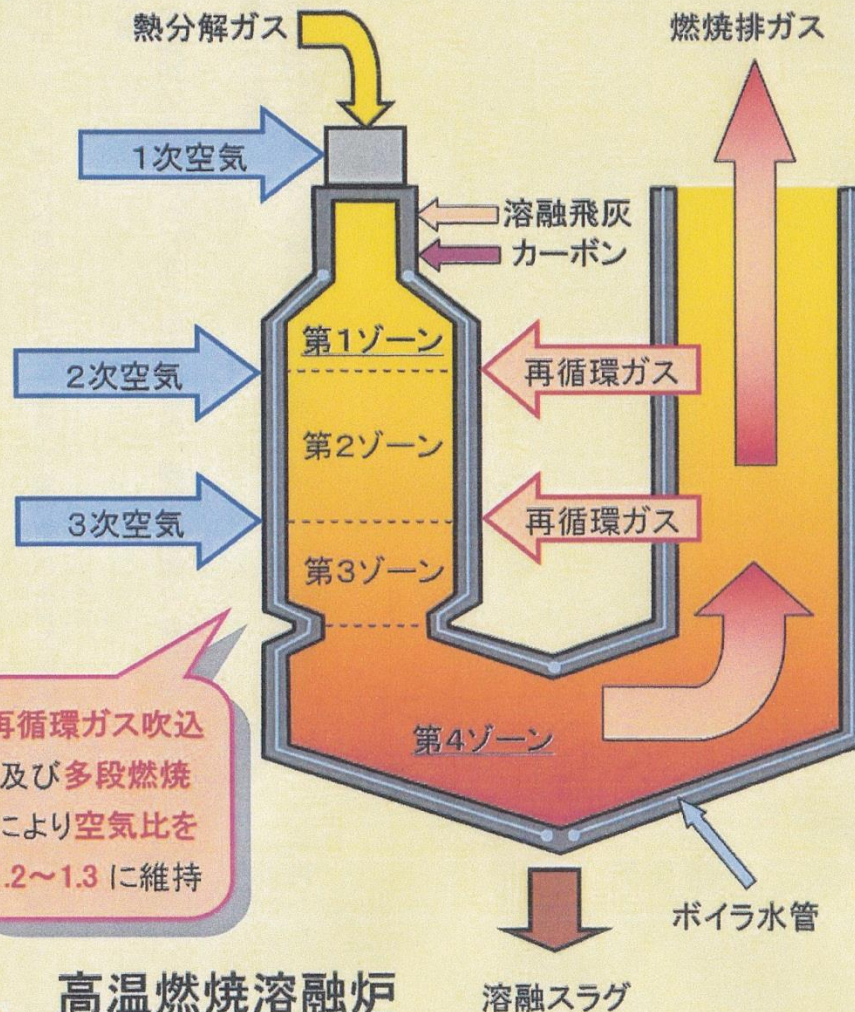 熱分解ガス
燃焼排ガス
1次空気
溶融飛灰
カーボン
第1ゾーン
2次空気
再循環ガス
第2ゾーン
3次空気
再循環ガス
第3ゾーン
再循環ガス吹込
及び多段燃焼
により空気比を
.2～1.3 に維持
第4ゾーン
ボイラ水管
高温燃焼溶融炉
溶融スラグ